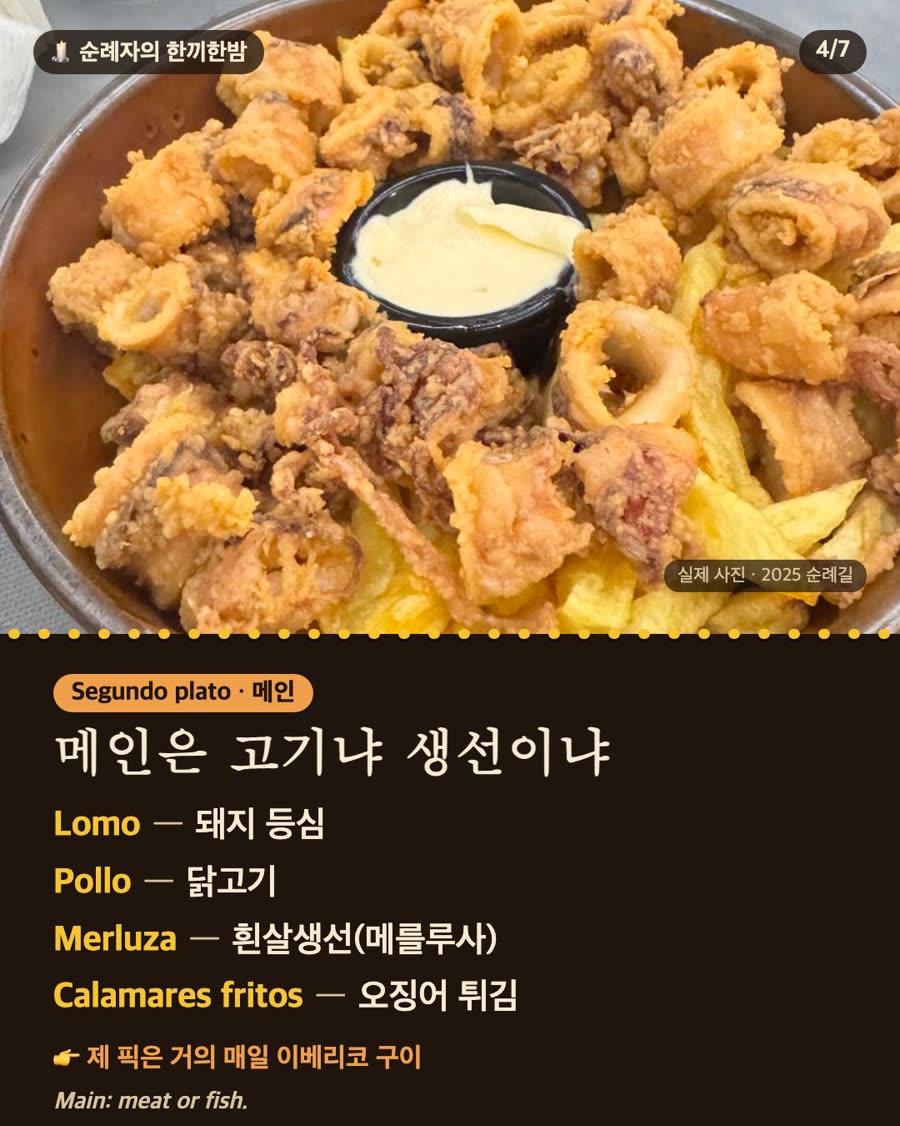 순례자의 한끼한밤
4/7
실제 사진 · 2025 순례길
Segundo plato · 메인
메인은 고기냐 생선이냐
Lomo — 돼지 등심
Pollo — 닭고기
Merluza — 흰살생선(메를루사)
Calamares fritos — 오징어 튀김
👉 제 픽은 거의 매일 이베리코 구이
Main: meat or fish.